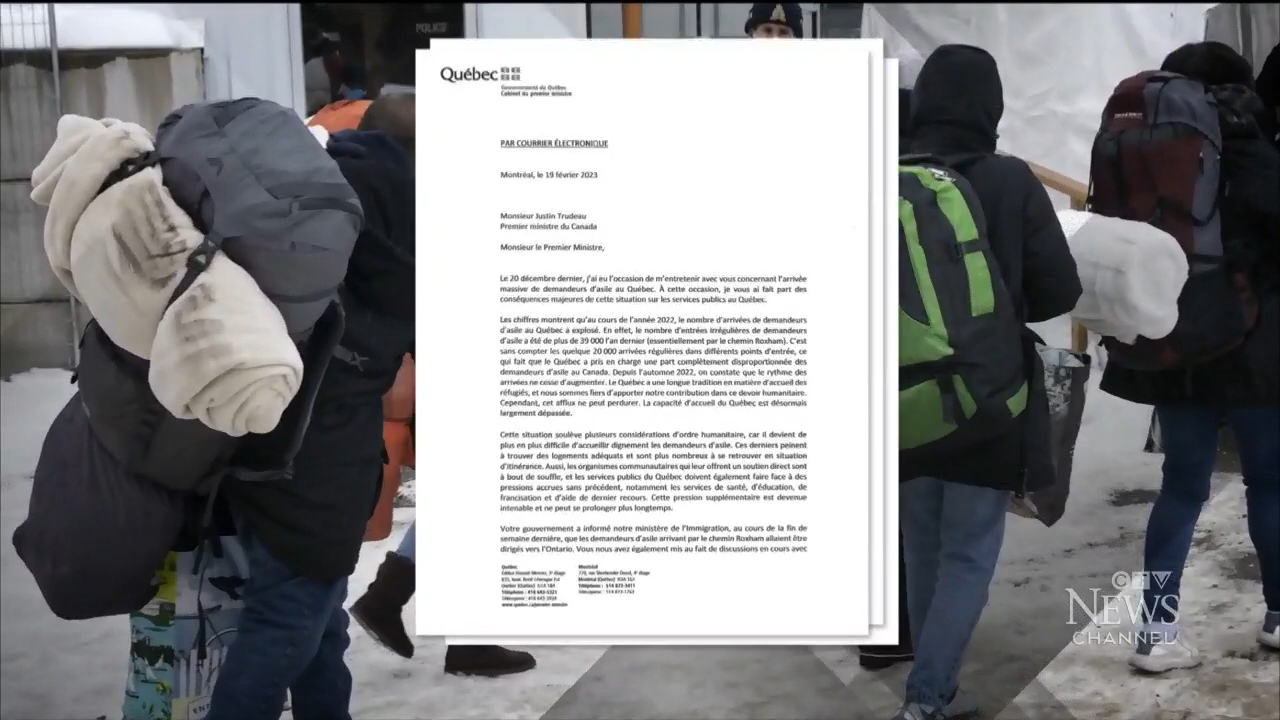 POLICE
Québec
Gouvernement du Québec
Cabinet du premier ministre
PAR COURRIER ÉLECTRONIQUE
Montréal, le 19 février 2023
Monsieur Justin Trudeau
Premier ministre du Canada
Monsieur le Premier Ministre,
Le 20 décembre dernier, j'ai eu l'occasion de m'entretenir avec vous concernant l'arrivée
massive de demandeurs d'asile au Québec. À cette occasion, je vous ai fait part des
conséquences majeures de cette situation sur les services publics au Québec.
Les chiffres montrent qu'au cours de l'année 2022, le nombre d'arrivées de demandeurs
d'asile au Québec a explosé. En effet, le nombre d'entrées irrégulières de demandeurs
d'asile a été de plus de 39 000 l'an dernier (essentiellement par le chemin Roxham). C'est
sans compter les quelque 20 000 arrivées régulières dans différents points d'entrée, ce
qui fait que le Québec a pris en charge une part complètement disproportionnée des
demandeurs d'asile au Canada. Depuis l'automne 2022, on constate que le rythme des
arrivées ne cesse d'augmenter. Le Québec a une longue tradition en matière d'accueil des
réfugiés, et nous sommes fiers d'apporter notre contribution dans ce devoir humanitaire.
Cependant, cet afflux ne peut perdurer. La capacité d'accueil du Québec est désormais
largement dépassée.
Cette situation soulève plusieurs considérations d'ordre humanitaire, car il devient de
plus en plus difficile d'accueillir dignement les demandeurs d'asile. Ces derniers peinent
à trouver des logements adéquats et sont plus nombreux à se retrouver en situation
d'itinérance. Aussi, les organismes communautaires qui leur offrent un soutien direct sont
à bout de souffle, et les services publics du Québec doivent également faire face à des
pressions accrues sans précédent, notamment les services de santé, d'éducation, de
francisation et d'aide de dernier recours. Cette pression supplémentaire est devenue
intenable et ne peut se prolonger plus longtemps.
Votre gouvernement a informé notre ministère de l'Immigration, au cours de la fin de
semaine dernière, que les demandeurs d'asile arrivant par le chemin Roxham allaient être
dirigés vers l'Ontario. Vous nous avez également mis au fait de discussions en cours avec
Québec
Montréal
Téléphone : 418 643-5321
Téléphone : 514 873-3411
www.quebec.ca/premier-ministre
CTV
NEWS
CHANNEL